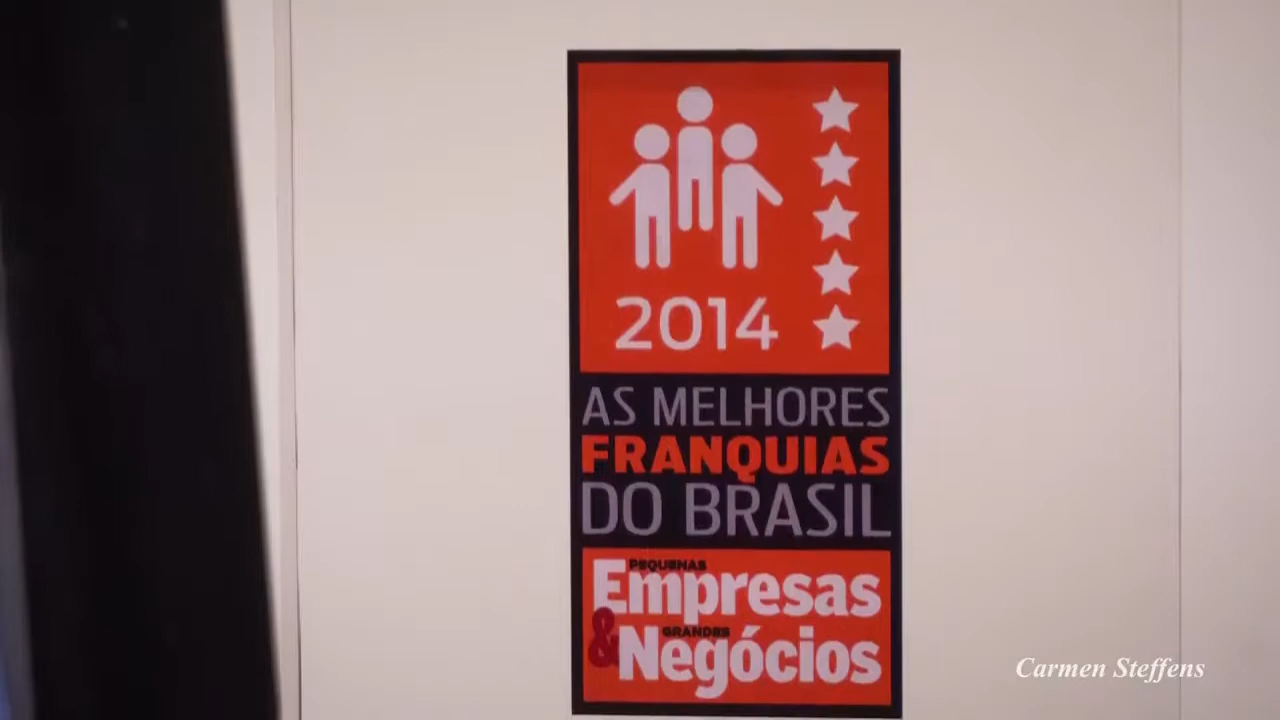 2014
AS MELHORES
FRANQUIAS
DO BRASIL
PEQUENAS
Empresas
& GRANDES
Negócios
Carmen Steffens